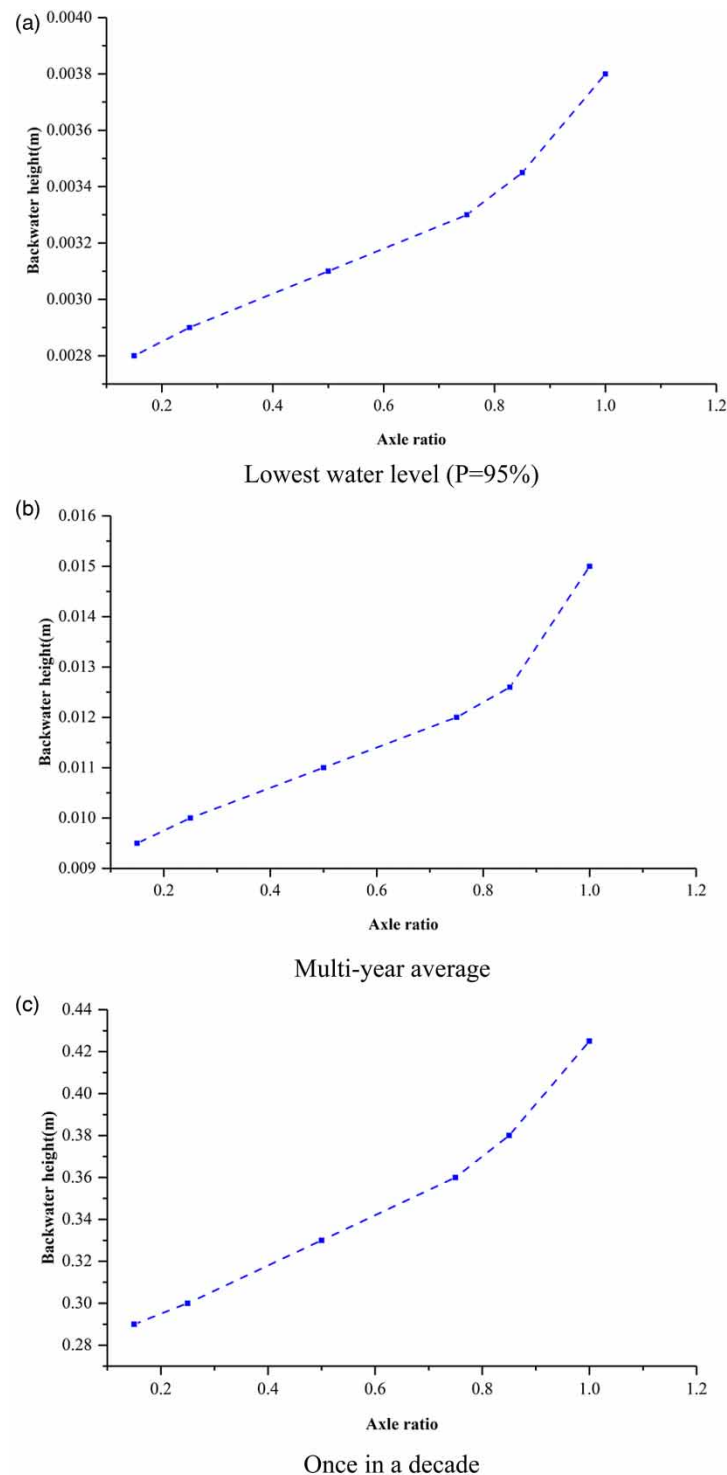 (a)
0.0040
0.0038
0.0036
0.0034
0.0031
0.0030
0.0028
Backwater height(m)
0.2 0.4 0.6 0.8 1.0 1.2
Axle ratio
Lowest water level (P=95%)
(b)
0.016
0.015
0.014
0.013
0.012
0.011
0.010
0.009
Backwater height(m)
0.2 0.4 0.6 0.8 1.0 1.2
Axle ratio
Multi-year average
(c)
0.44
0.42
0.40
0.38
0.36
0.33
0.32
0.30
0.28
Backwater height(m)
0.2 0.4 0.6 0.8 1.0 1.2
Axle ratio
Once in a decade